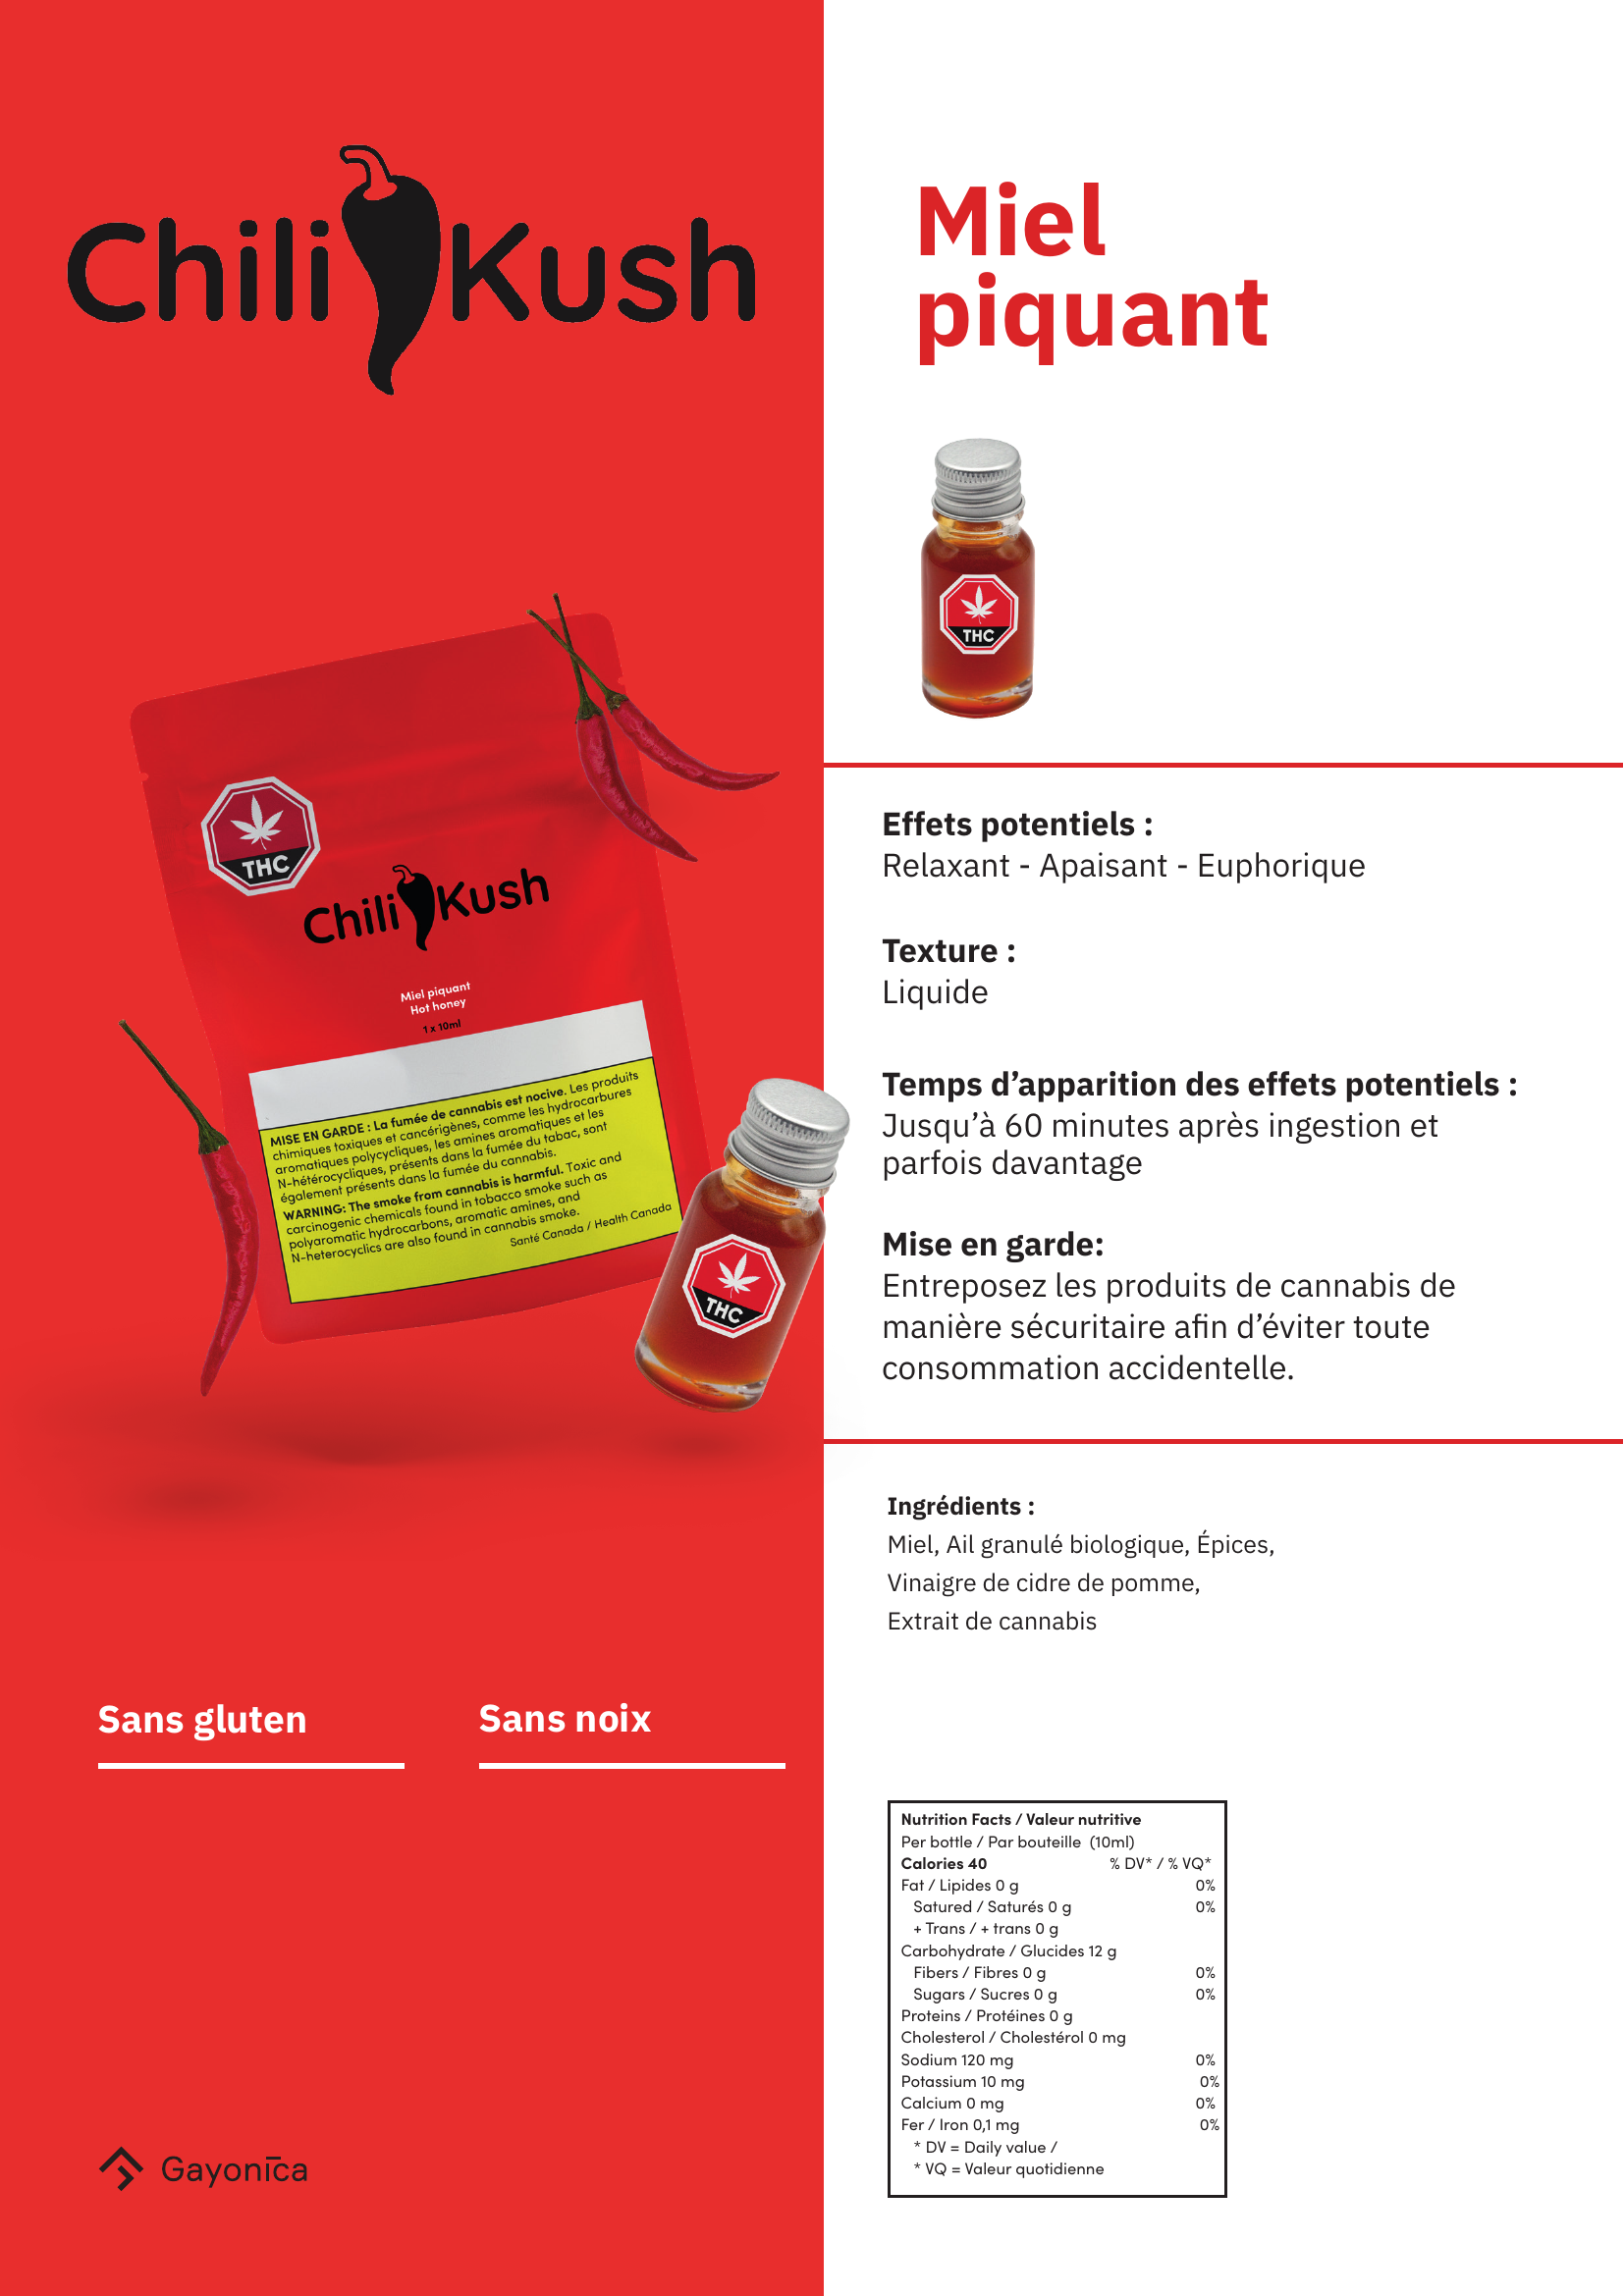 Chili Kush
Miel
piquant
THC
Effets potentiels :
Relaxant - Apaisant - Euphorique
Texture :
Liquide
Temps d’apparition des effets potentiels :
Jusqu’à 60 minutes après ingestion et
parfois davantage
Mise en garde:
Entreposez les produits de cannabis de
manière sécuritaire afin d’éviter toute
consommation accidentelle.
THC
Chili Kush
Miel piquant
Hot honey
1 x 10ml
MISE EN GARDE : La fumée de cannabis est nocive. Les produits
chimiques toxiques et cancérigènes, comme les hydrocarbures
aromatiques polycycliques, les amines aromatiques et les
N-hétérocycliques, présents dans la fumée du tabac, sont
également présents dans la fumée du cannabis.
WARNING: The smoke from cannabis is harmful. Toxic and
carcinogenic chemicals found in tobacco smoke such as
polyaromatic hydrocarbons, aromatic amines, and
N-heterocyclics are also found in cannabis smoke.
Santé Canada / Health Canada
THC
Ingrédients :
Miel, Ail granulé biologique, Épices,
Vinaigre de cidre de pomme,
Extrait de cannabis
Sans gluten
Sans noix
Nutrition Facts / Valeur nutritive
Per bottle / Par bouteille (10ml)
Calories 40 % DV* / % VQ*
Fat / Lipides 0 g 0%
Satured / Saturés 0 g 0%
+ Trans / + trans 0 g
Carbohydrate / Glucides 12 g
Fibers / Fibres 0 g 0%
Sugars / Sucres 0 g 0%
Proteins / Protéines 0 g
Cholesterol / Cholestérol 0 mg
Sodium 120 mg 0%
Potassium 10 mg 0%
Calcium 0 mg 0%
Fer / Iron 0,1 mg 0%
* DV = Daily value /
* VQ = Valeur quotidienne
Gayonīca